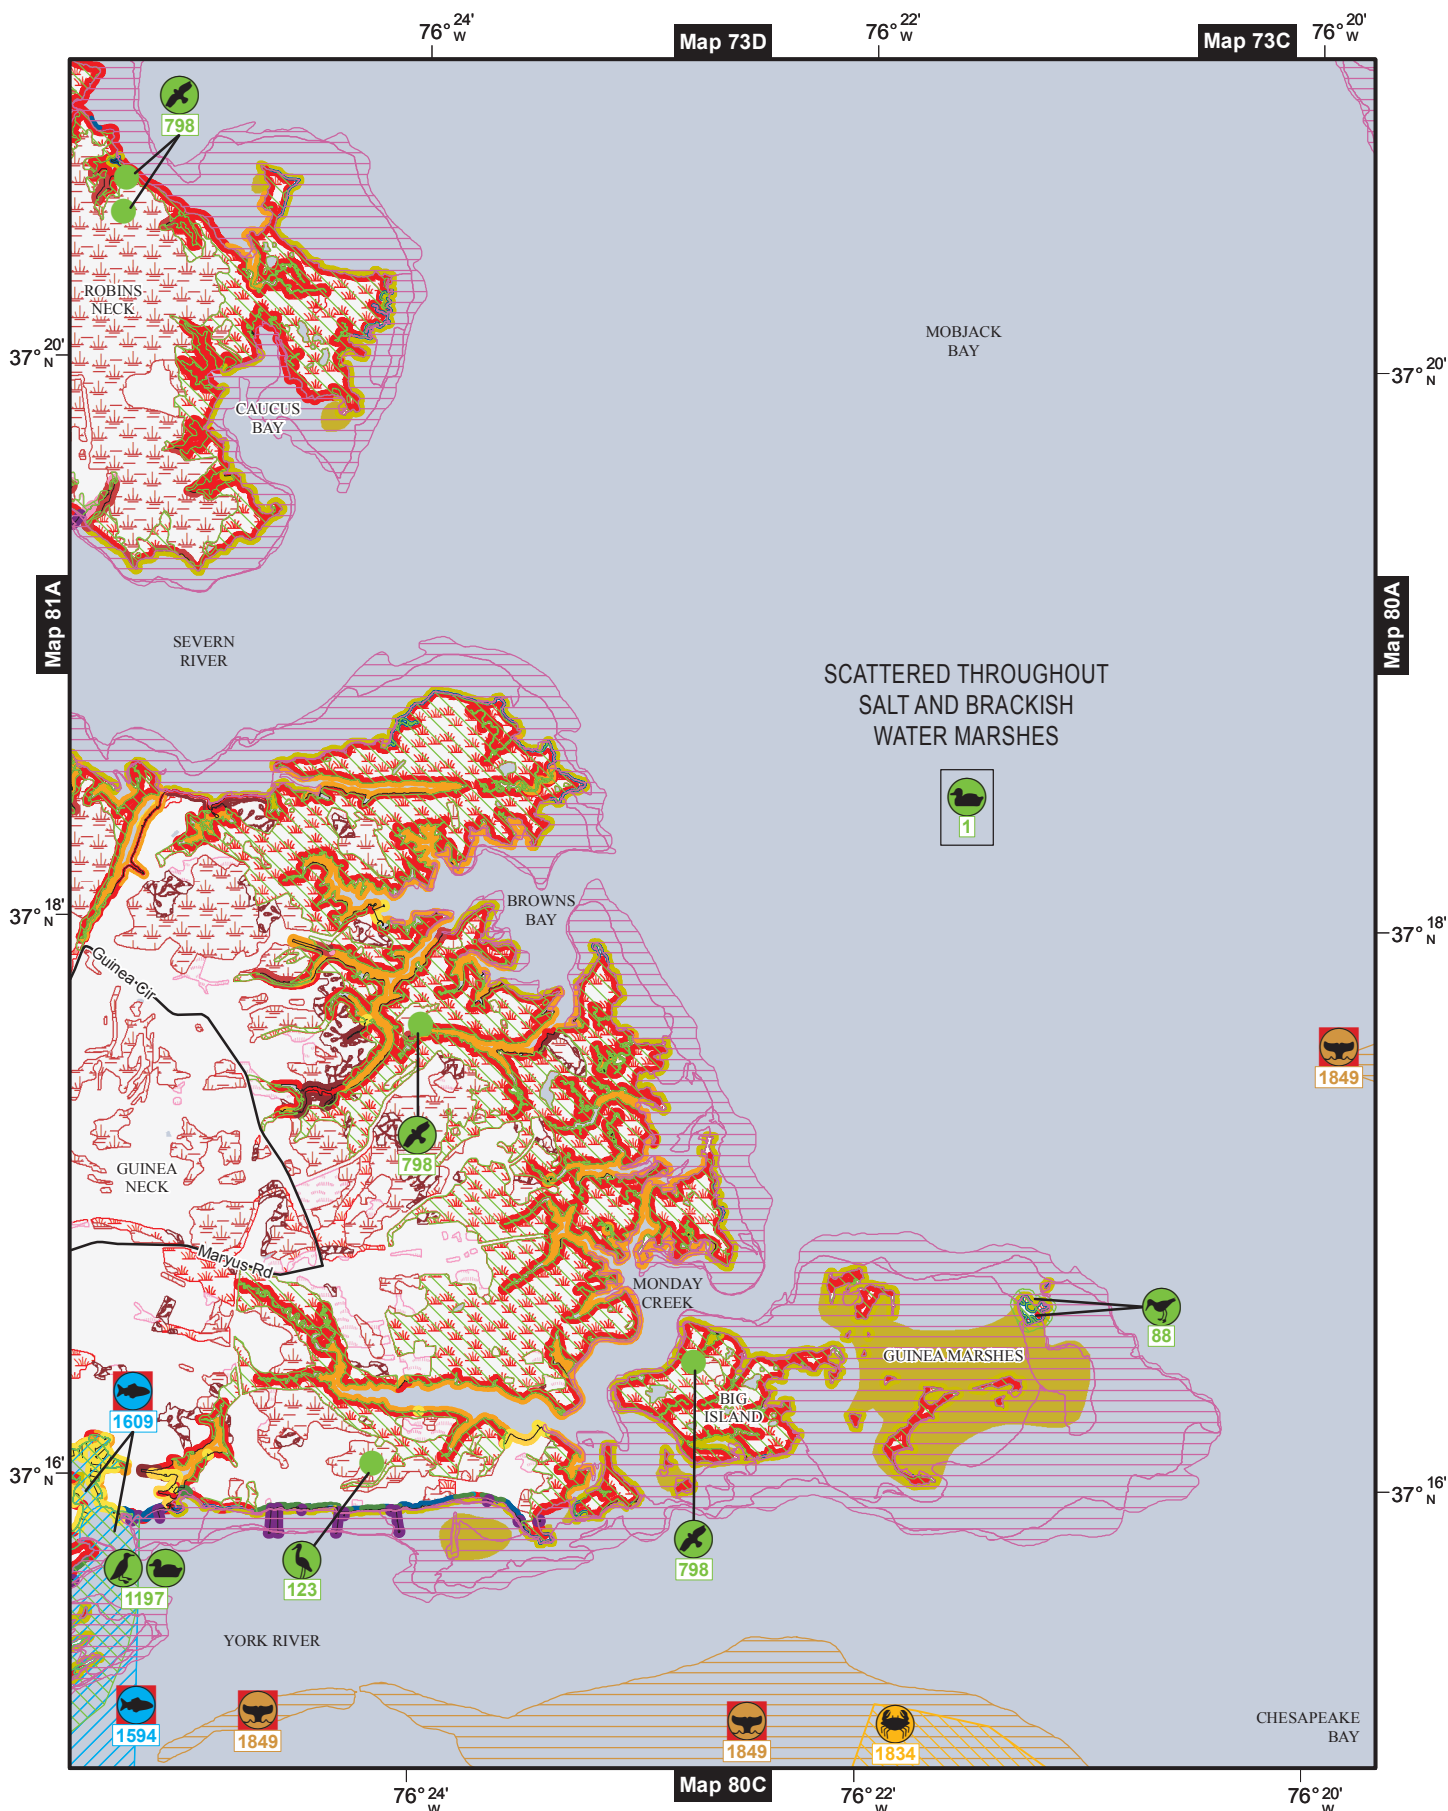 76° 24' W
Map 73D
76° 22' W
Map 73C
76° 20' W
798
ROBINS
NECK
MOBJACK
BAY
37° 20' N
37° 20' N
CAUCUS
BAY
Map 81A
Map 80A
SEVERN
RIVER
SCATTERED THROUGHOUT
SALT AND BRACKISH
WATER MARSHES
1
BROWNS
BAY
37° 18' N
37° 18' N
Guinea Cir
1849
798
GUINEA
NECK
Maryus Rd
MONDAY
CREEK
88
GUINEA MARSHES
BIG
ISLAND
1609
37° 16' N
37° 16' N
798
1197
123
YORK RIVER
1594
1849
1849
1834
CHESAPEAKE
BAY
76° 24' W
Map 80C
76° 22' W
76° 20' W